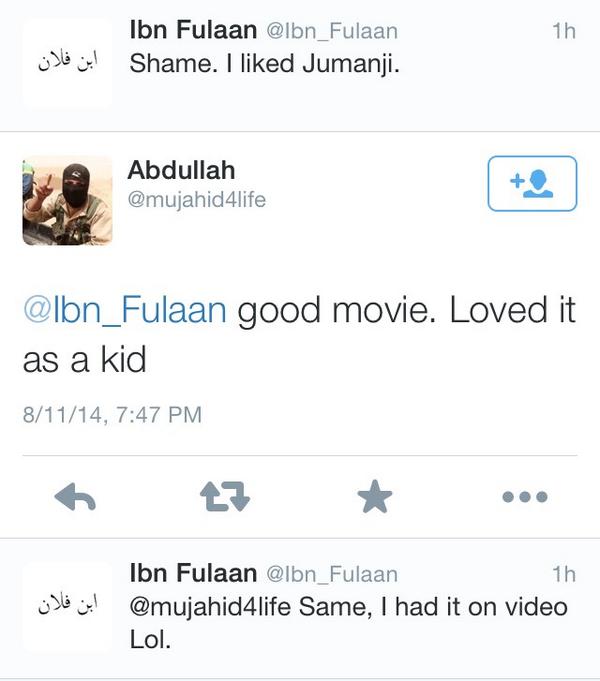 Ibn Fulaan @Ibn_Fulaan 1h
ابن فلان
Shame. I liked Jumanji.
Abdullah
@mujahid4life
@Ibn_Fulaan good movie. Loved it
as a kid
8/11/14, 7:47 PM
Ibn Fulaan @Ibn_Fulaan 1h
ابن فلان
@mujahid4life Same, I had it on video
Lol.